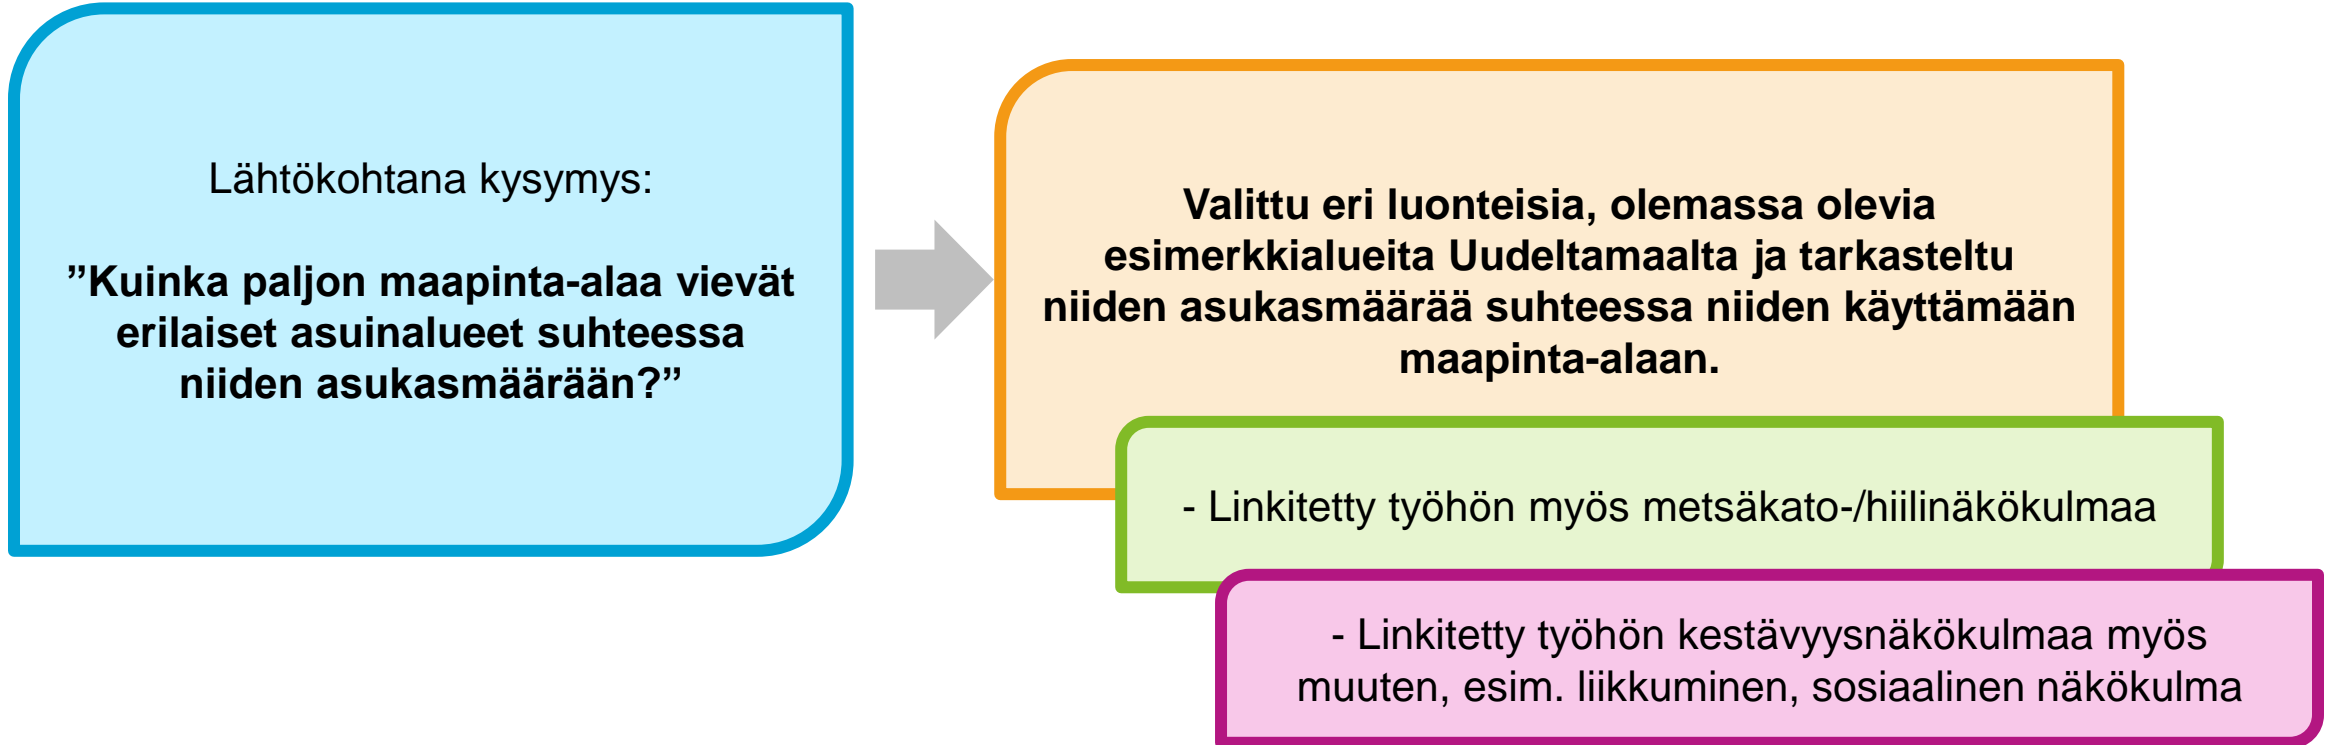 Lähtökohtana kysymys:
”Kuinka paljon maapinta-alaa vievät
erilaiset asuinalueet suhteessa
niiden asukasmäärään?”
Valittu eri luonteisia, olemassa olevia
esimerkkialueita Uudeltamaalta ja tarkasteltu
niiden asukasmäärää suhteessa niiden käyttämään
maapinta-alaan.
- Linkitetty työhön myös metsäkato-/hiilinäkökulmaa
- Linkitetty työhön kestävyysnäkökulmaa myös
muuten, esim. liikkuminen, sosiaalinen näkökulma